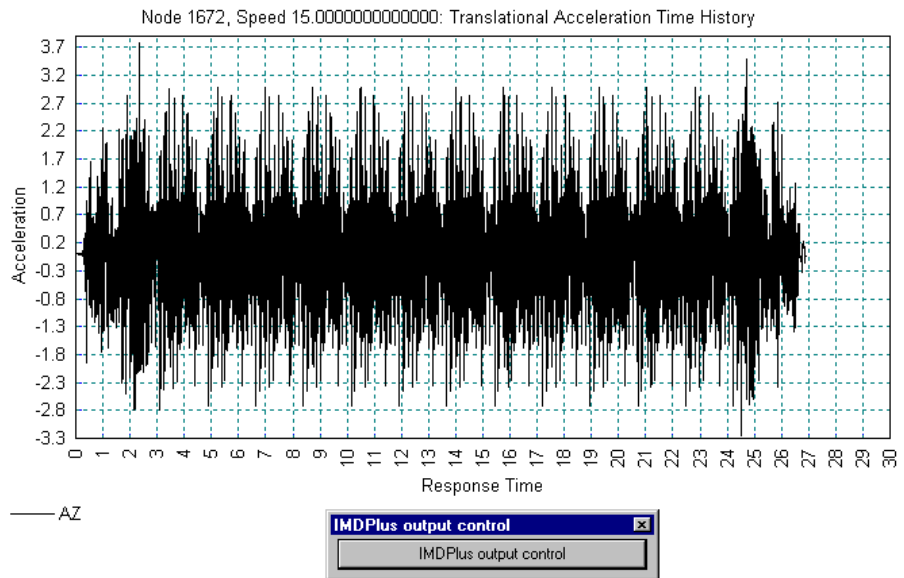 Node 1672, Speed 15.0000000000000: Translational Acceleration Time History
3.7
3.2
2.7
2.2
1.7
1.2
0.7
0.2
-0.3
-0.8
-1.3
-1.8
-2.3
-2.8
-3.3
Acceleration
0 1 2 3 4 5 6 7 8 9 10 11 12 13 14 15 16 17 18 19 20 21 22 23 24 25 26 27 28 29 30
Response Time
AZ
IMDPlus output control
IMDPlus output control